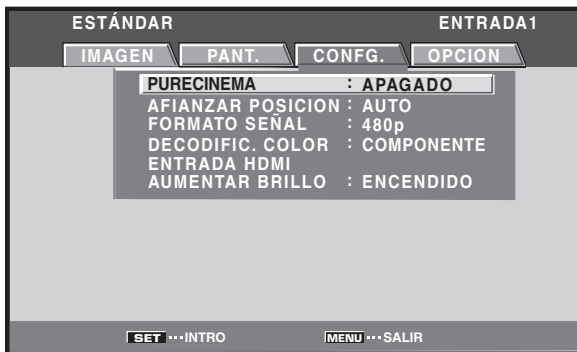 ESTÁNDAR ENTRADA1
IMAGEN PANT. CONFG. OPCION
PURECINEMA : APAGADO
AFIANZAR POSICION : AUTO
FORMATO SEÑAL : 480p
DECODIFIC. COLOR : COMPONENTE
ENTRADA HDMI
AUMENTAR BRILLO : ENCENDIDO
SET ···INTRO MENU ···SALIR